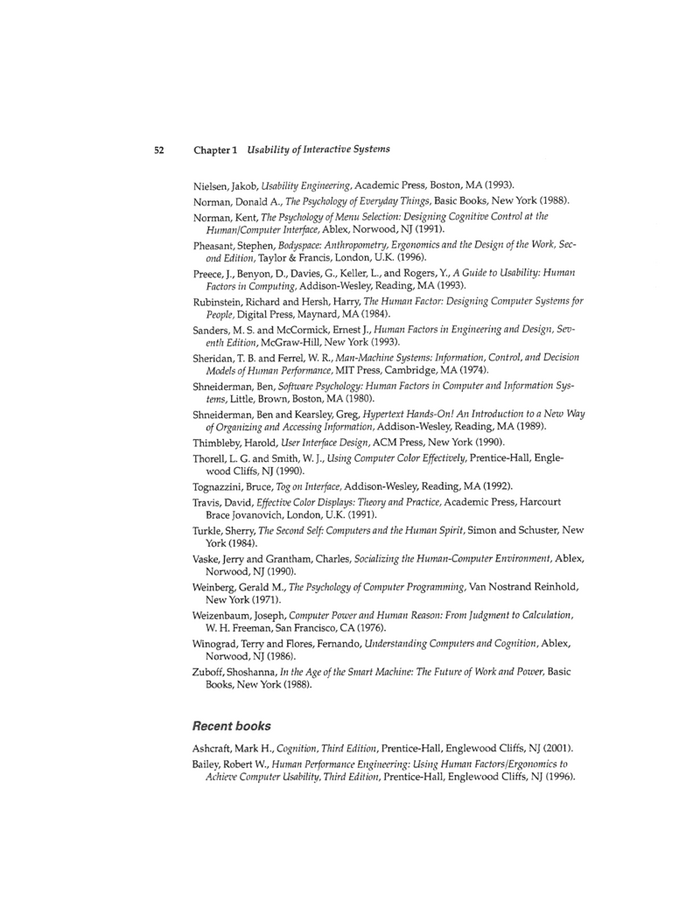 52 Chapter 1 Usability of Interactive Systems
Nielsen, Jakob, Usability Engineering, Academic Press, Boston, MA (1993).
Norman, Donald A., The Psychology of Everyday Things, Basic Books, New York (1988).
Norman, Kent, The Psychology of Menu Selection: Designing Cognitive Control at the
Human/Computer Interface, Ablex, Norwood, NJ (1991).
Pheasant, Stephen, Bodyspace: Anthropometry, Ergonomics and the Design of the Work, Sec-
ond Edition, Taylor & Francis, London, U.K. (1996).
Preece, J., Benyon, D., Davies, G., Keller, L., and Rogers, Y., A Guide to Usability: Human
Factors in Computing, Addison-Wesley, Reading, MA (1993).
Rubinstein, Richard and Hersh, Harry, The Human Factor: Designing Computer Systems for
People, Digital Press, Maynard, MA (1984).
Sanders, M. S. and McCormick, Ernest J., Human Factors in Engineering and Design, Sev-
enth Edition, McGraw-Hill, New York (1993).
Sheridan, T. B. and Ferrel, W. R., Man-Machine Systems: Information, Control, and Decision
Models of Human Performance, MIT Press, Cambridge, MA (1974).
Shneiderman, Ben, Software Psychology: Human Factors in Computer and Information Sys-
tems, Little, Brown, Boston, MA (1980).
Shneiderman, Ben and Kearsley, Greg, Hypertext Hands-On! An Introduction to a New Way
of Organizing and Accessing Information, Addison-Wesley, Reading, MA (1989).
Thimbleby, Harold, User Interface Design, ACM Press, New York (1990).
Thorell, L. G. and Smith, W. J., Using Computer Color Effectively, Prentice-Hall, Engle-
wood Cliffs, NJ (1990).
Tognazzini, Bruce, Tog on Interface, Addison-Wesley, Reading, MA (1992).
Travis, David, Effective Color Displays: Theory and Practice, Academic Press, Harcourt
Brace Jovanovich, London, U.K. (1991).
Turkle, Sherry, The Second Self: Computers and the Human Spirit, Simon and Schuster, New
York (1984).
Vaske, Jerry and Grantham, Charles, Socializing the Human-Computer Environment, Ablex,
Norwood, NJ (1990).
Weinberg, Gerald M., The Psychology of Computer Programming, Van Nostrand Reinhold,
New York (1971).
Weizenbaum, Joseph, Computer Power and Human Reason: From Judgment to Calculation,
W. H. Freeman, San Francisco, CA (1976).
Winograd, Terry and Flores, Fernando, Understanding Computers and Cognition, Ablex,
Norwood, NJ (1986).
Zuboff, Shoshanna, In the Age of the Smart Machine: The Future of Work and Power, Basic
Books, New York (1988).
Recent books
Ashcraft, Mark H., Cognition, Third Edition, Prentice-Hall, Englewood Cliffs, NJ (2001).
Bailey, Robert W., Human Performance Engineering: Using Human Factors/Ergonomics to
Achieve Computer Usability, Third Edition, Prentice-Hall, Englewood Cliffs, NJ (1996).